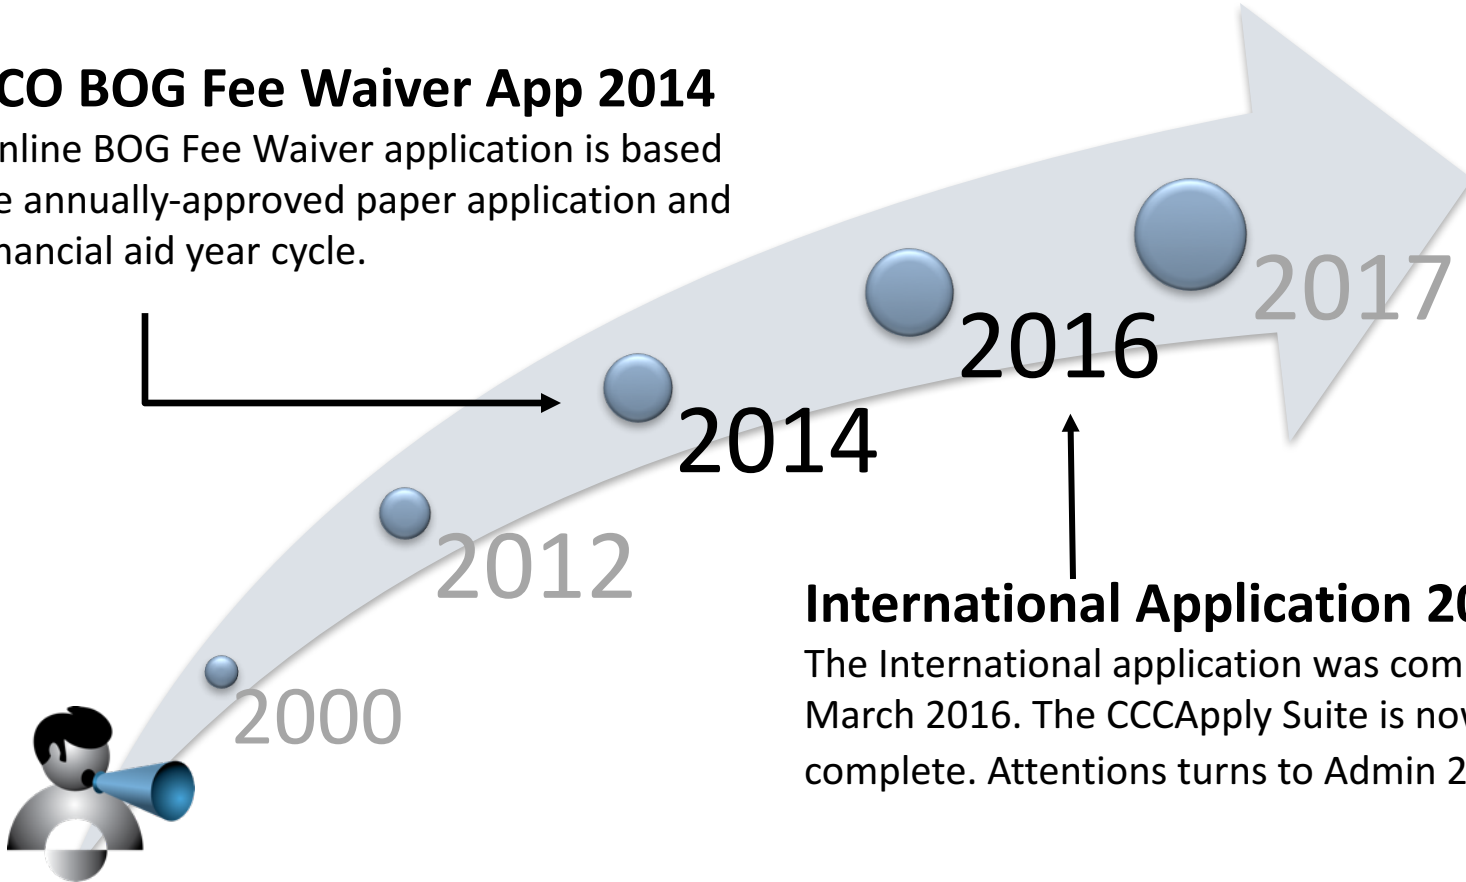 CO BOG Fee Waiver App 2014
nline BOG Fee Waiver application is based
e annually-approved paper application and
nancial aid year cycle.
2017
2016
2014
2012
2000
International Application 20
The International application was com
March 2016. The CCCApply Suite is now
complete. Attentions turns to Admin 2